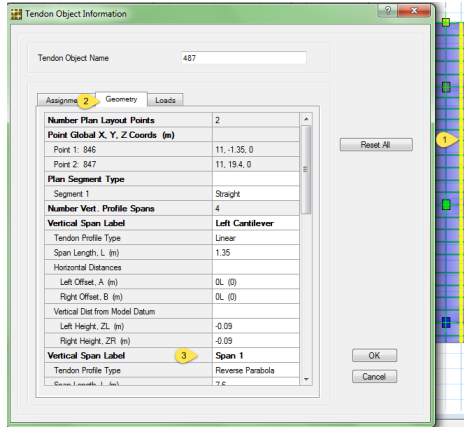 Tendon Object Information
Tendon Object Name 487
2 Geometry Loads
Number Plan Layout Points 2
Point Global X, Y, Z Coords (m)
Point 1: 846 11, -1.35, 0
Point 2: 847 11, 19.4, 0
Plan Segment Type
Segment 1 Straight
Number Vert. Profile Spans 4
Vertical Span Label Left Cantilever
Tendon Profile Type Linear
Span Length, L (m) 1.35
Horizontal Distances
Left Offset, A (m) 0L (0)
Right Offset, B (m) 0L (0)
Vertical Dist from Model Datum
Left Height, ZL (m) -0.09
Right Height, ZR (m) -0.09
Vertical Span Label 3 Span 1
Tendon Profile Type Reverse Parabola
Span Length, L (m) 7.6
Reset All
OK
Cancel
1